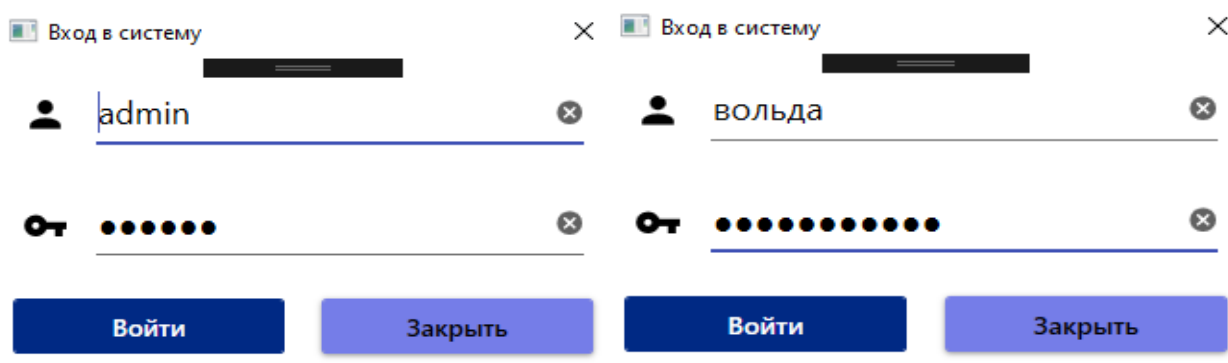 Вход в систему
admin
••••••
Войти Закрыть
Вход в систему
вольда
•••••••••••
Войти Закрыть